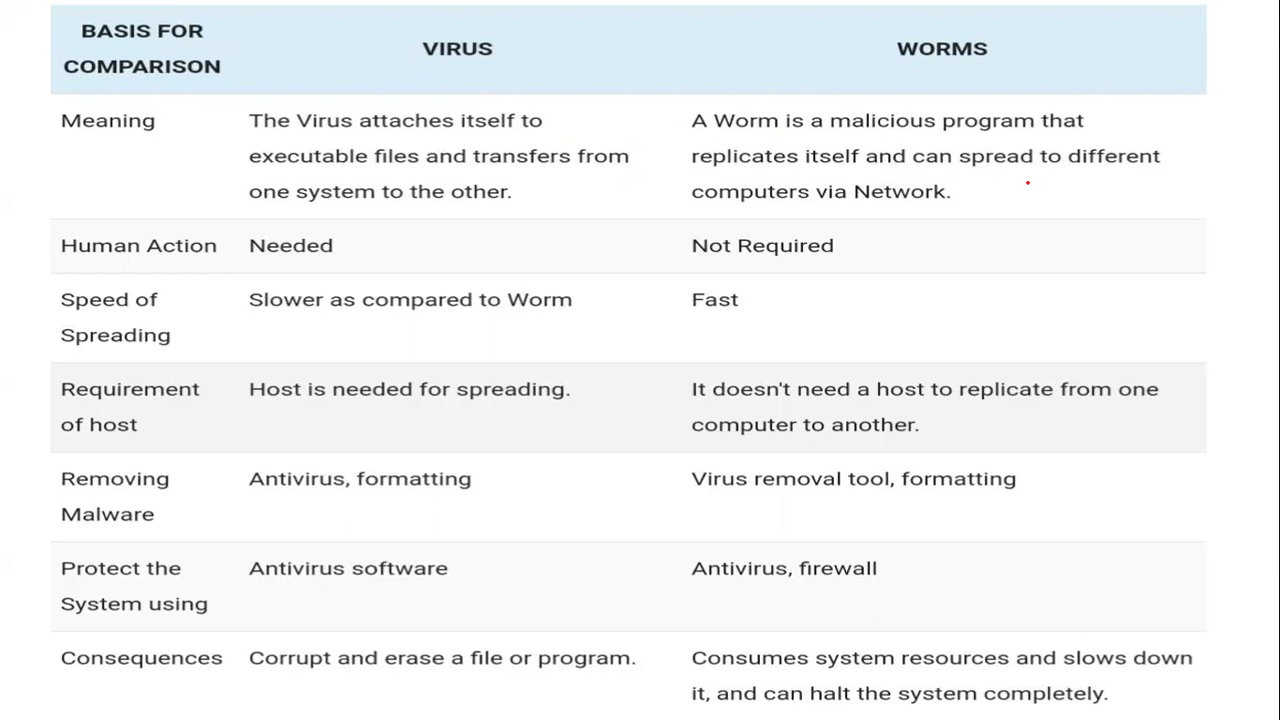 BASIS FOR
COMPARISON
VIRUS
WORMS
Meaning
The Virus attaches itself to
executable files and transfers from
one system to the other.
A Worm is a malicious program that
replicates itself and can spread to different
computers via Network.
Human Action
Needed
Not Required
Speed of
Spreading
Slower as compared to Worm
Fast
Requirement
of host
Host is needed for spreading.
It doesn't need a host to replicate from one
computer to another.
Removing
Malware
Antivirus, formatting
Virus removal tool, formatting
Protect the
System using
Antivirus software
Antivirus, firewall
Consequences
Corrupt and erase a file or program.
Consumes system resources and slows down
it, and can halt the system completely.